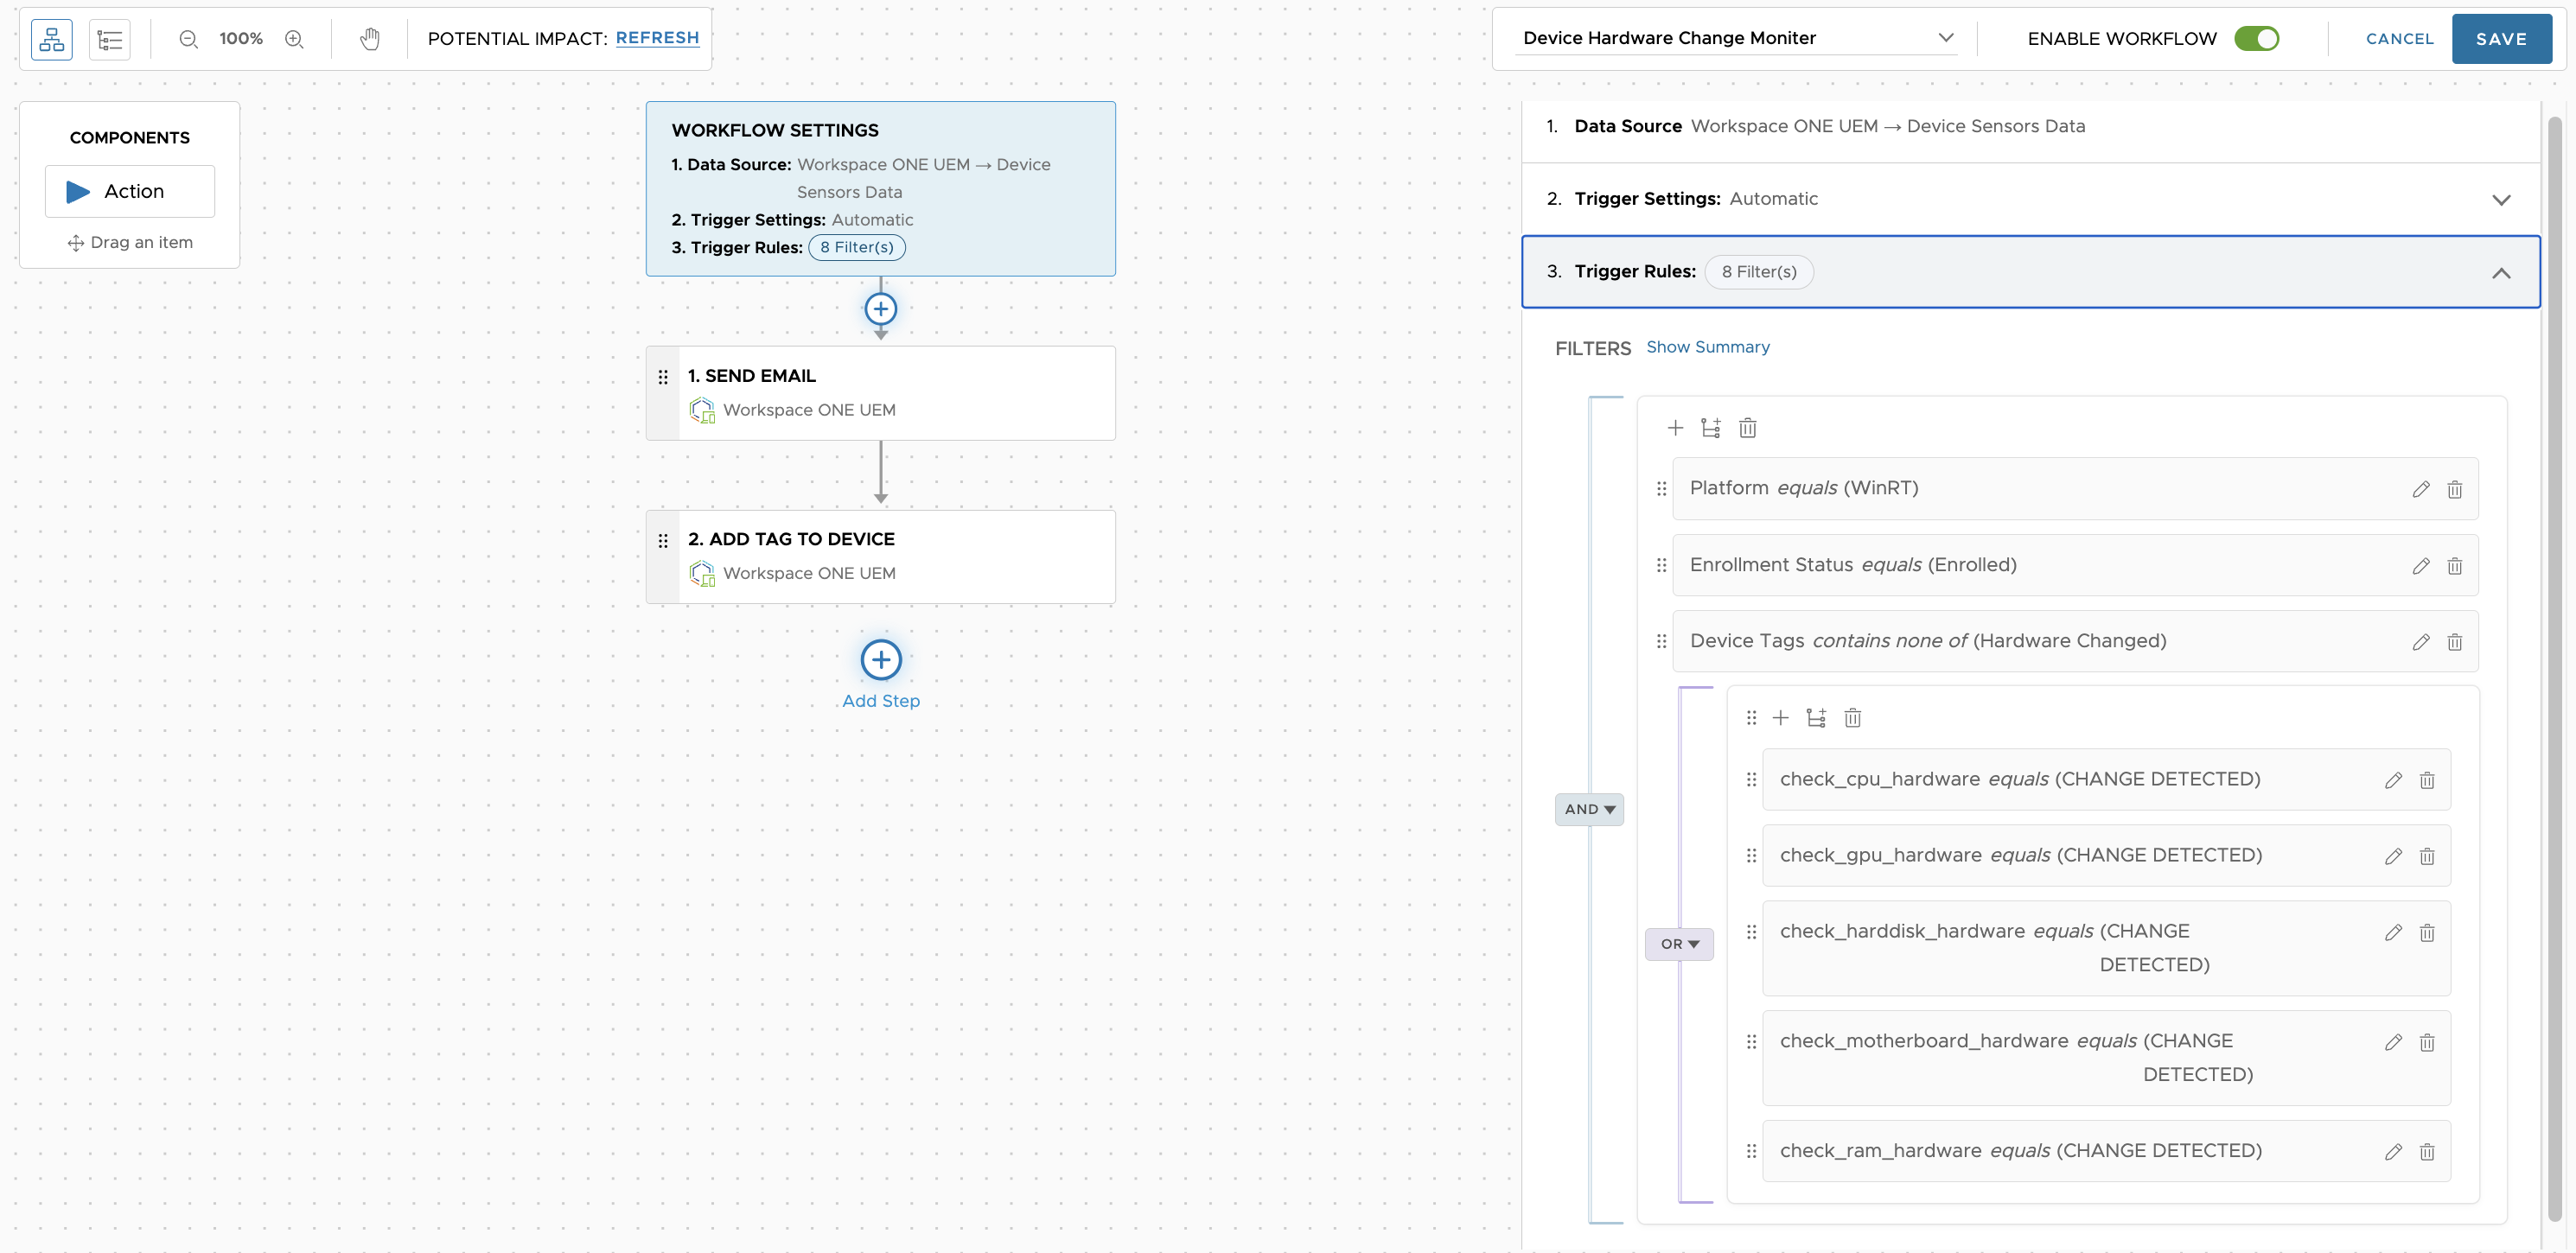 100%
POTENTIAL IMPACT: REFRESH
Device Hardware Change Moniter
ENABLE WORKFLOW
CANCEL
SAVE
COMPONENTS
Action
Drag an item
WORKFLOW SETTINGS
1. Data Source: Workspace ONE UEM → Device
Sensors Data
2. Trigger Settings: Automatic
3. Trigger Rules: 8 Filter(s)
1. SEND EMAIL
Workspace ONE UEM
2. ADD TAG TO DEVICE
Workspace ONE UEM
Add Step
1. Data Source Workspace ONE UEM → Device Sensors Data
2. Trigger Settings: Automatic
3. Trigger Rules: 8 Filter(s)
FILTERS Show Summary
Platform equals (WinRT)
Enrollment Status equals (Enrolled)
Device Tags contains none of (Hardware Changed)
AND
OR
check_cpu_hardware equals (CHANGE DETECTED)
check_gpu_hardware equals (CHANGE DETECTED)
check_harddisk_hardware equals (CHANGE
DETECTED)
check_motherboard_hardware equals (CHANGE
DETECTED)
check_ram_hardware equals (CHANGE DETECTED)